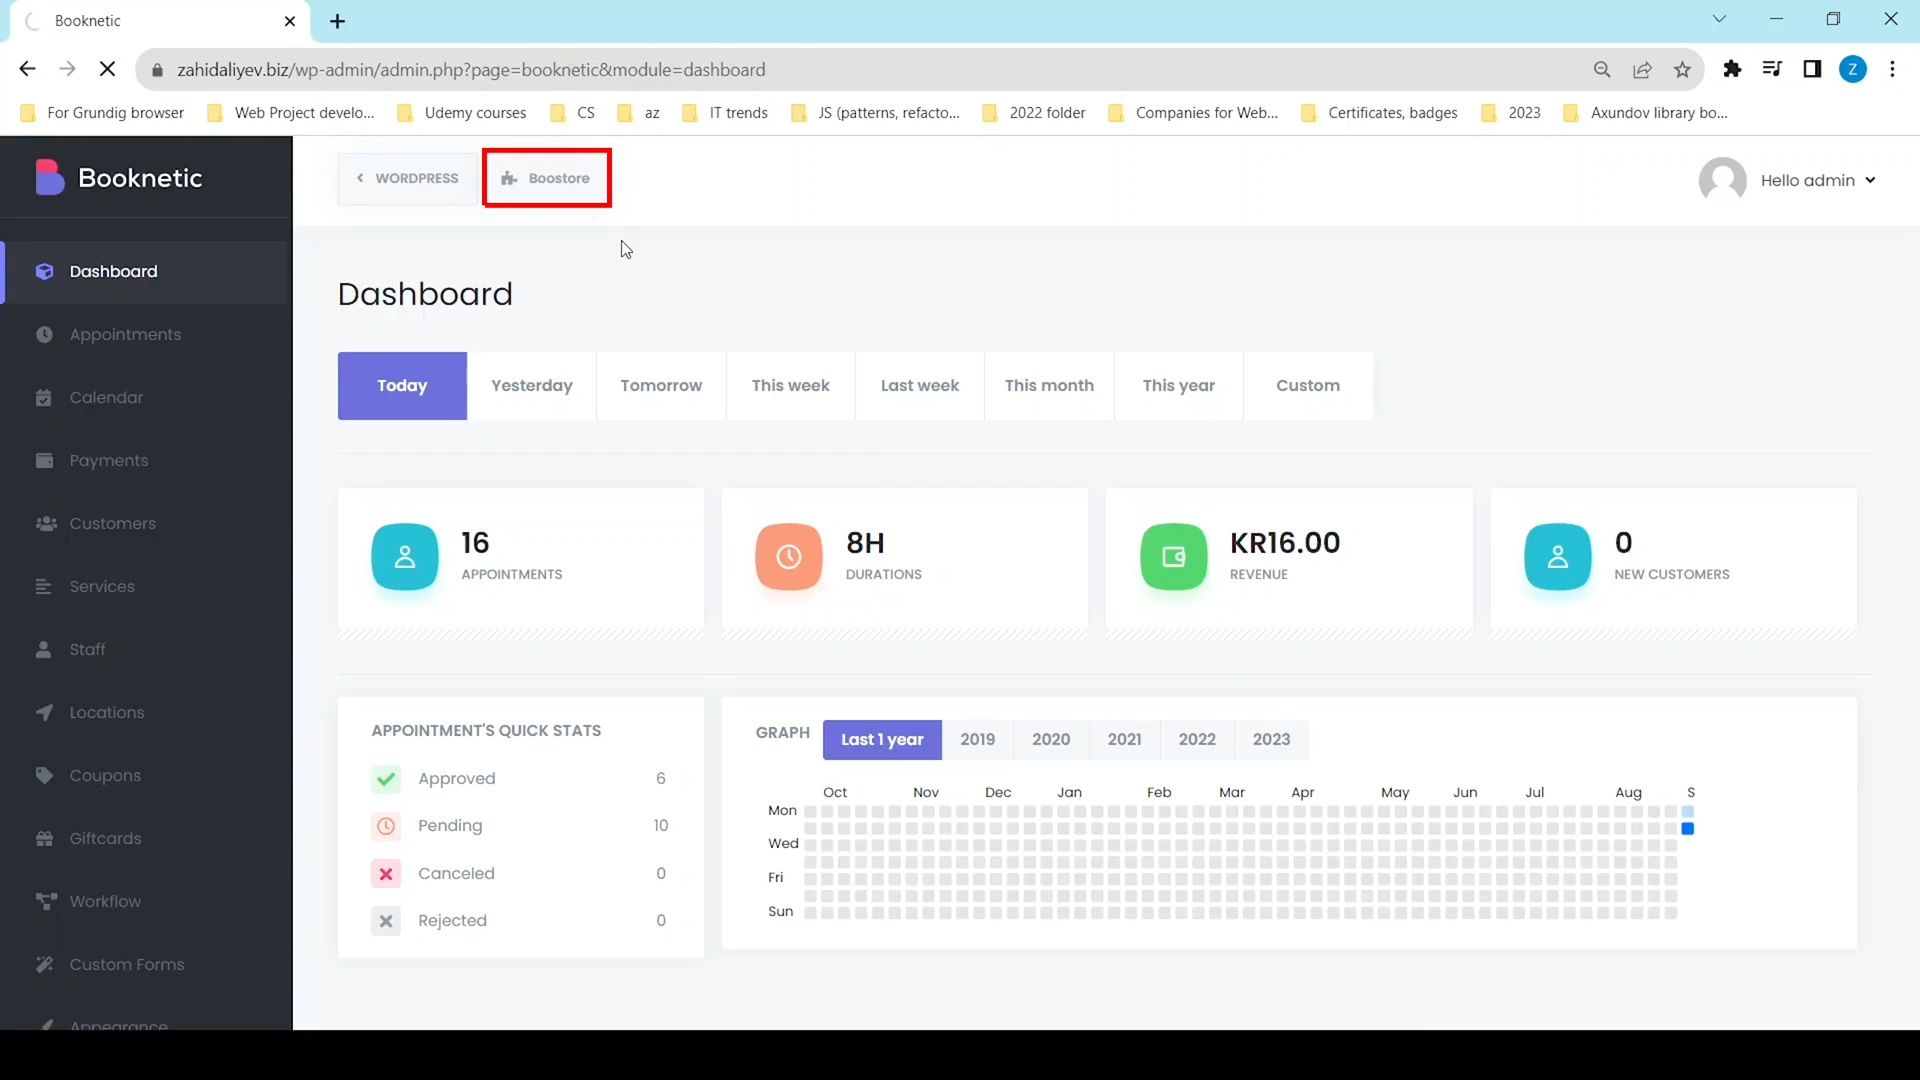 Booknetic
zahidaliyev.biz/wp-admin/admin.php?page=booknetic&module=dashboard
Z
For Grundig browser
Web Project develo...
Udemy courses
CS
az
IT trends
JS (patterns, refacto...
2022 folder
Companies for Web...
Certificates, badges
2023
Axundov library bo...
Booknetic
WORDPRESS
Boostore
Hello admin
Dashboard
Appointments
Calendar
Payments
Customers
Services
Staff
Locations
Coupons
Giftcards
Workflow
Custom Forms
Appearance
Dashboard
Today
Yesterday
Tomorrow
This week
Last week
This month
This year
Custom
16
APPOINTMENTS
8H
DURATIONS
KR16.00
REVENUE
0
NEW CUSTOMERS
APPOINTMENT'S QUICK STATS
Approved 6
Pending 10
Canceled 0
Rejected 0
GRAPH
Last 1 year
2019
2020
2021
2022
2023
Oct Nov Dec Jan Feb Mar Apr May Jun Jul Aug S
Mon
Wed
Fri
Sun